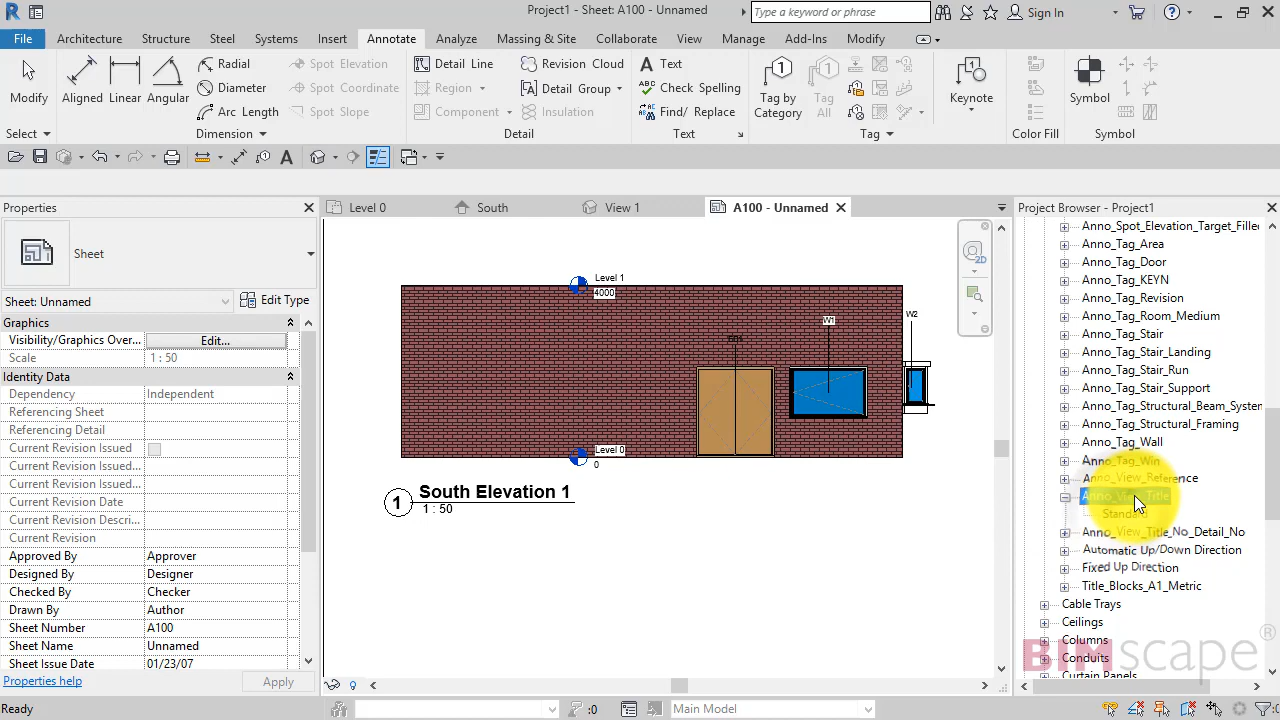 Project1 - Sheet: A100 - Unnamed
Type a keyword or phrase
Sign In
File
Architecture
Structure
Steel
Systems
Insert
Annotate
Analyze
Massing & Site
Collaborate
View
Manage
Add-Ins
Modify
Modify
Aligned
Linear
Angular
Radial
Diameter
Arc Length
Spot Elevation
Spot Coordinate
Spot Slope
Detail Line
Region
Component
Revision Cloud
Detail Group
Insulation
Text
Check Spelling
Find/ Replace
Tag by
Category
Tag
All
Keynote
Symbol
Select
Dimension
Detail
Text
Tag
Color Fill
Symbol
Properties
Level 0
South
View 1
A100 - Unnamed
Project Browser - Project1
Sheet
Sheet: Unnamed
Edit Type
Graphics
Visibility/Graphics Over...
Edit...
Scale
1 : 50
Identity Data
Dependency
Independent
Referencing Sheet
Referencing Detail
Current Revision Issued...
Current Revision Issued...
Current Revision Issued...
Current Revision Date
Current Revision Descri...
Current Revision
Approved By
Approver
Designed By
Designer
Checked By
Checker
Drawn By
Author
Sheet Number
A100
Sheet Name
Unnamed
Sheet Issue Date
01/23/07
Properties help
Apply
2D
Level 1
4000
W1
W2
Level 0
0
1
South Elevation 1
1 : 50
Anno_Spot_Elevation_Target_Fille
Anno_Tag_Area
Anno_Tag_Door
Anno_Tag_KEYN
Anno_Tag_Revision
Anno_Tag_Room_Medium
Anno_Tag_Stair
Anno_Tag_Stair_Landing
Anno_Tag_Stair_Run
Anno_Tag_Stair_Support
Anno_Tag_Structural_Beam_System
Anno_Tag_Structural_Framing
Anno_Tag_Wall
Anno_Tag_Win
Anno_View_Reference
Anno_View_Title
Standard
Anno_View_Title_No_Detail_No
Automatic Up/Down Direction
Fixed Up Direction
Title_Blocks_A1_Metric
Cable Trays
Ceilings
Columns
Conduits
Curtain Panels
BIMscape®
Ready
:0
Main Model
:0